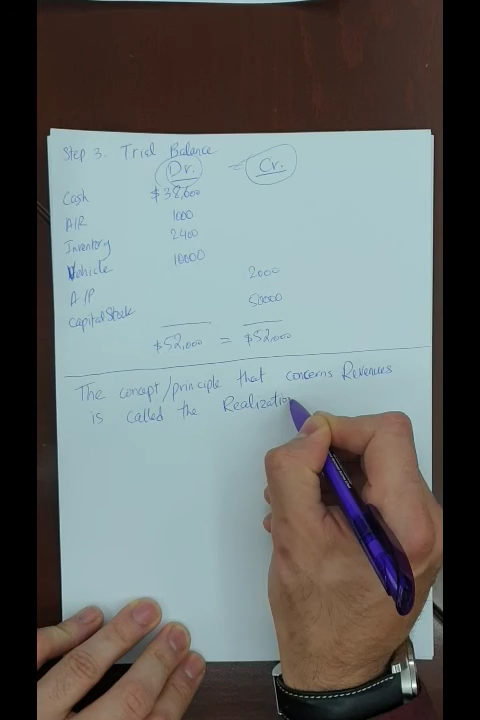 Step 3. Trial Balance
Dr. = Cr.
Cash $38,600
A/R 1000
Inventory 2400
Vehicle 10000
A/P 2000
Capital Stock 50000
$52,000 = $52,000
The concept/principle that concerns Revenues
is called the Realization